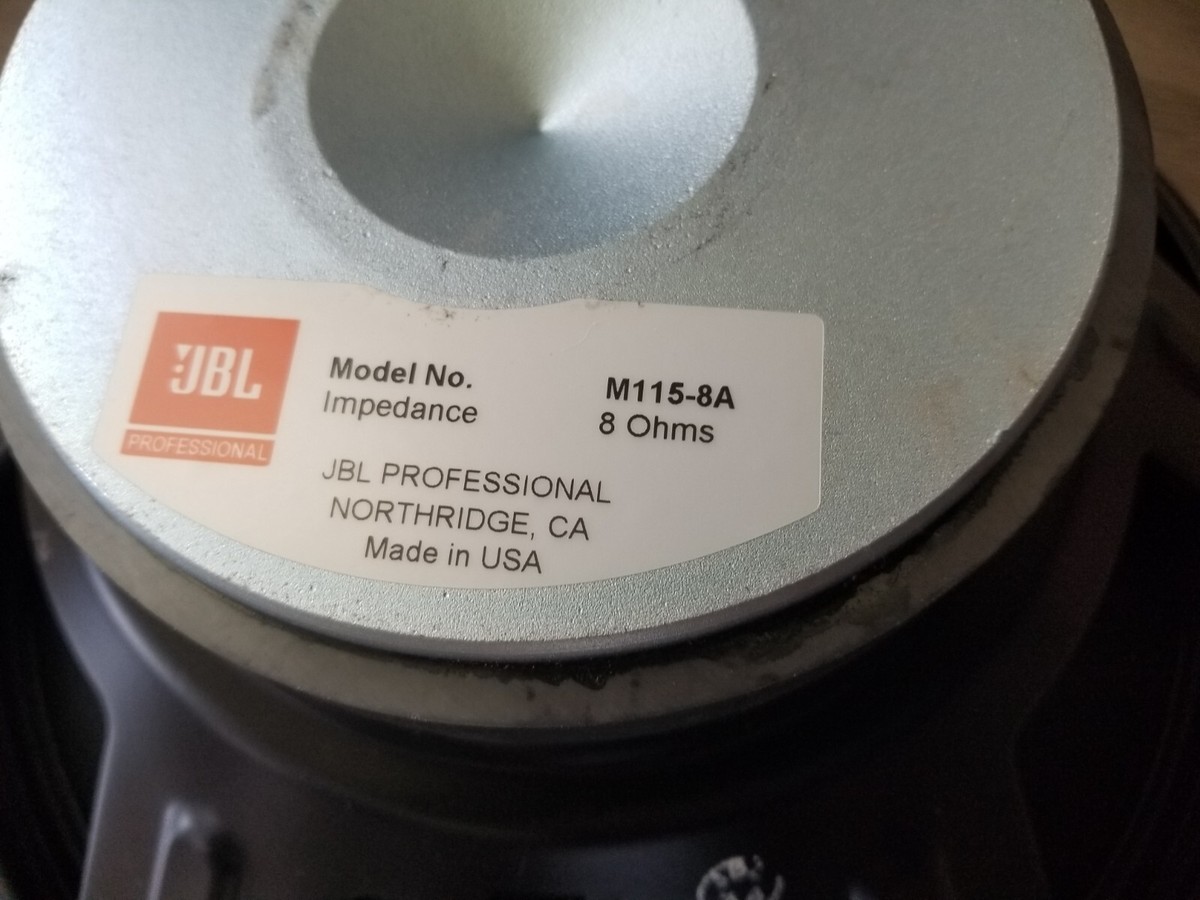 JBL
PROFESSIONAL
Model No. M115-8A
Impedance 8 Ohms
JBL PROFESSIONAL
NORTHRIDGE, CA
Made in USA